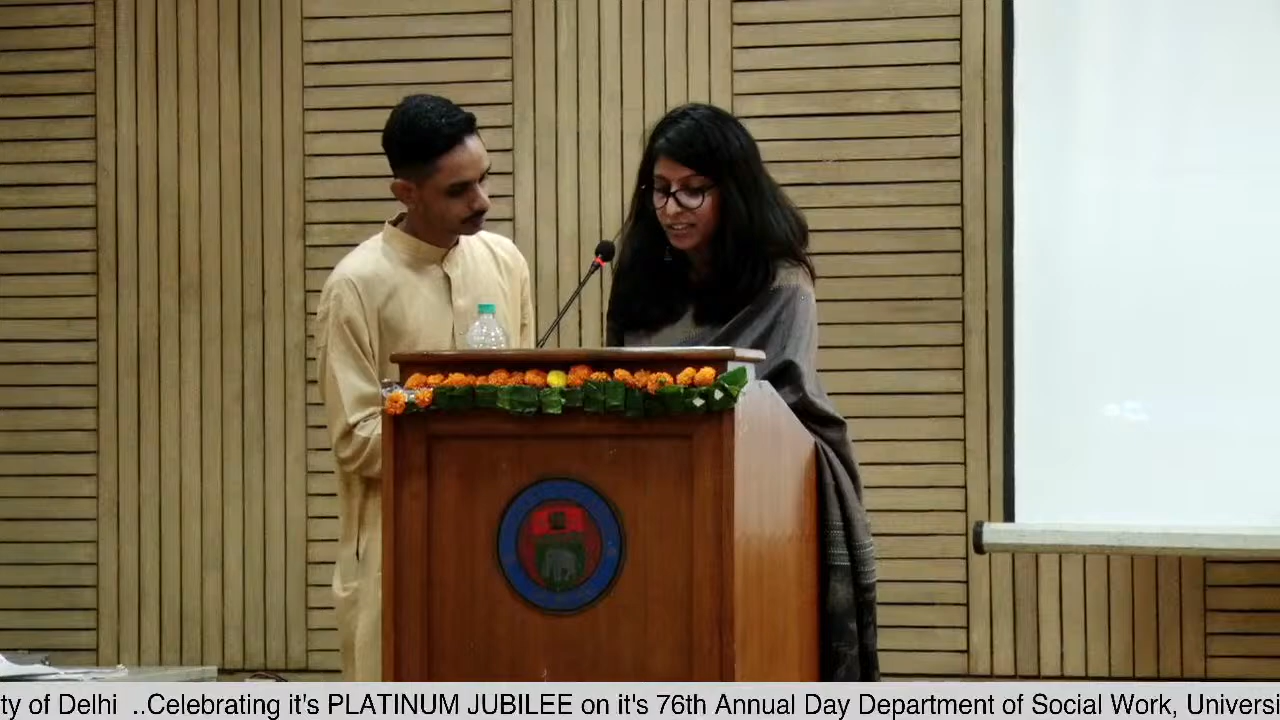 ty of Delhi ..Celebrating it's PLATINUM JUBILEE on it's 76th Annual Day Department of Social Work, Universi